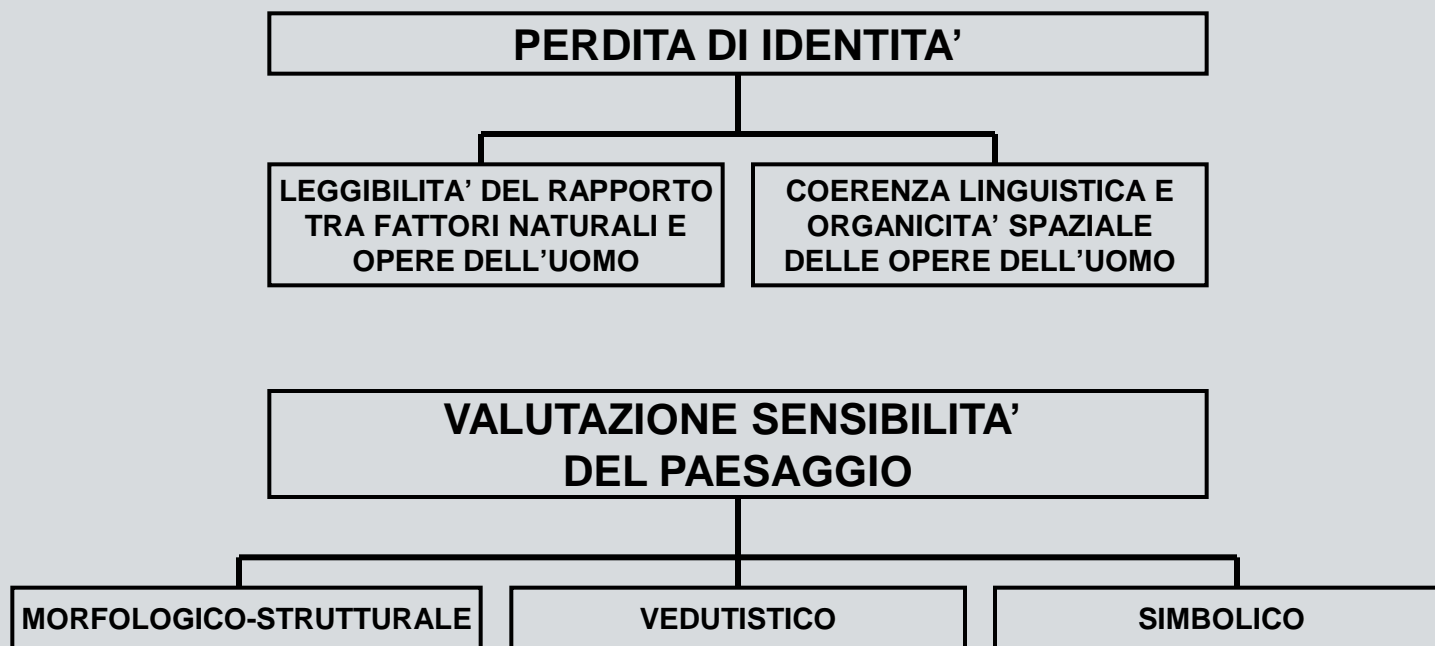 PERDITA DI IDENTITA’
LEGGIBILITA’ DEL RAPPORTO
TRA FATTORI NATURALI E
OPERE DELL’UOMO
COERENZA LINGUISTICA E
ORGANICITA’ SPAZIALE
DELLE OPERE DELL’UOMO
VALUTAZIONE SENSIBILITA’
DEL PAESAGGIO
MORFOLOGICO-STRUTTURALE
VEDUTISTICO
SIMBOLICO